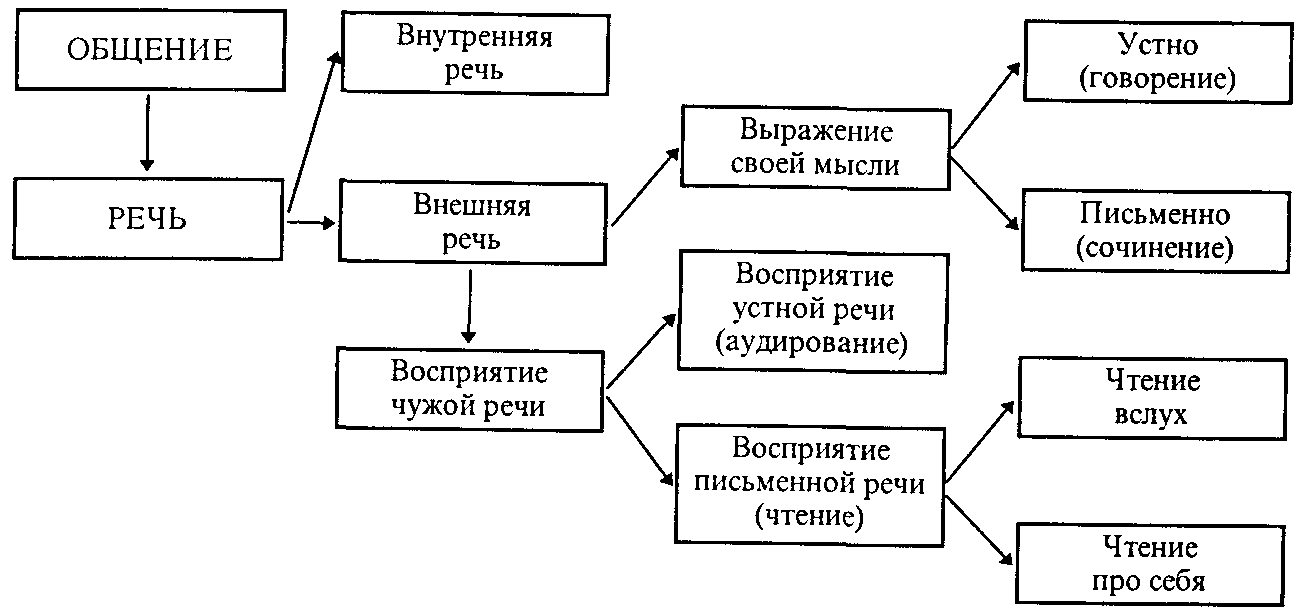 ОБЩЕНИЕ
Внутренняя
речь
Устно
(говорение)
Выражение
своей мысли
РЕЧЬ
Внешняя
речь
Письменно
(сочинение)
Восприятие
устной речи
(аудирование)
Восприятие
чужой речи
Чтение
вслух
Восприятие
письменной речи
(чтение)
Чтение
про себя